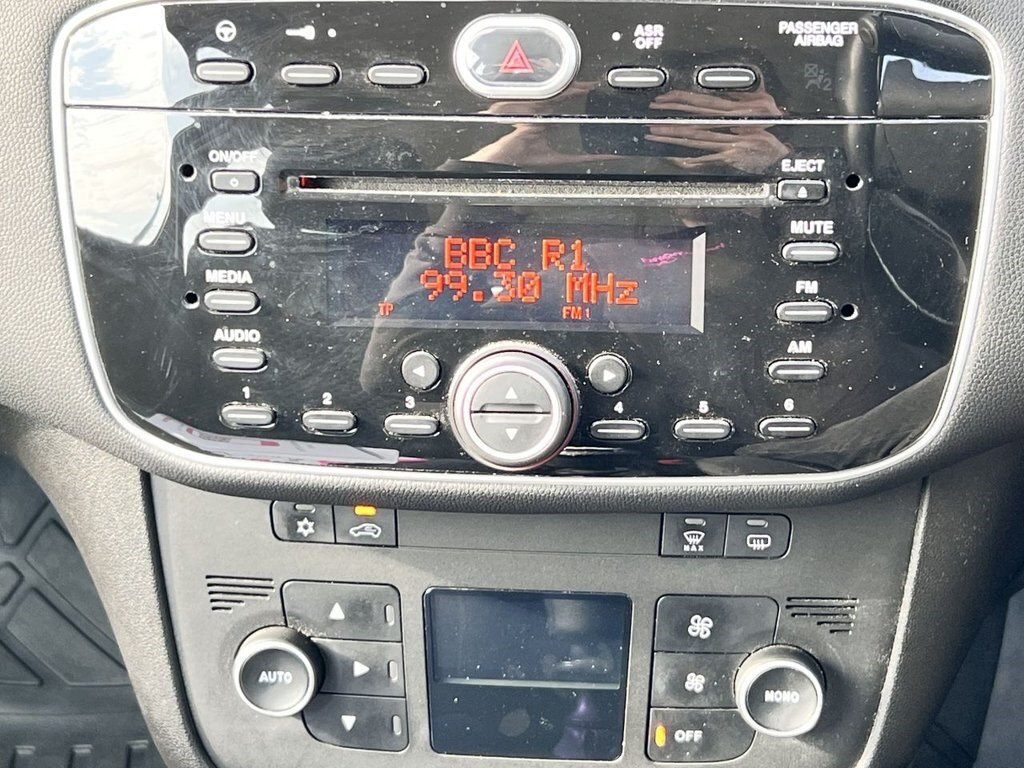 ASR
OFF
PASSENGER
AIRBAG
2
ON/OFF
EJECT
MENU
MUTE
BBC R1
MEDIA
99.30 MHz
FM
TP
FM1
AUDIO
AM
1
2
3
4
5
6
MAX
AUTO
MONO
OFF